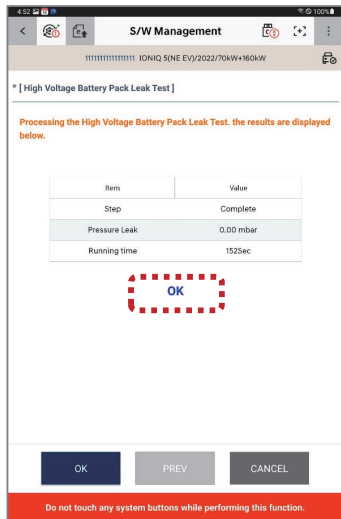 4:52 100%
S/W Management
11111111111111111 IONIQ 5(NE EV)/2022/70kW+160kW
* [ High Voltage Battery Pack Leak Test ]
Processing the High Voltage Battery Pack Leak Test. the results are displayed
below.
Item Value
Step Complete
Pressure Leak 0.00 mbar
Running time 152Sec
OK
OK PREV CANCEL
Do not touch any system buttons while performing this function.